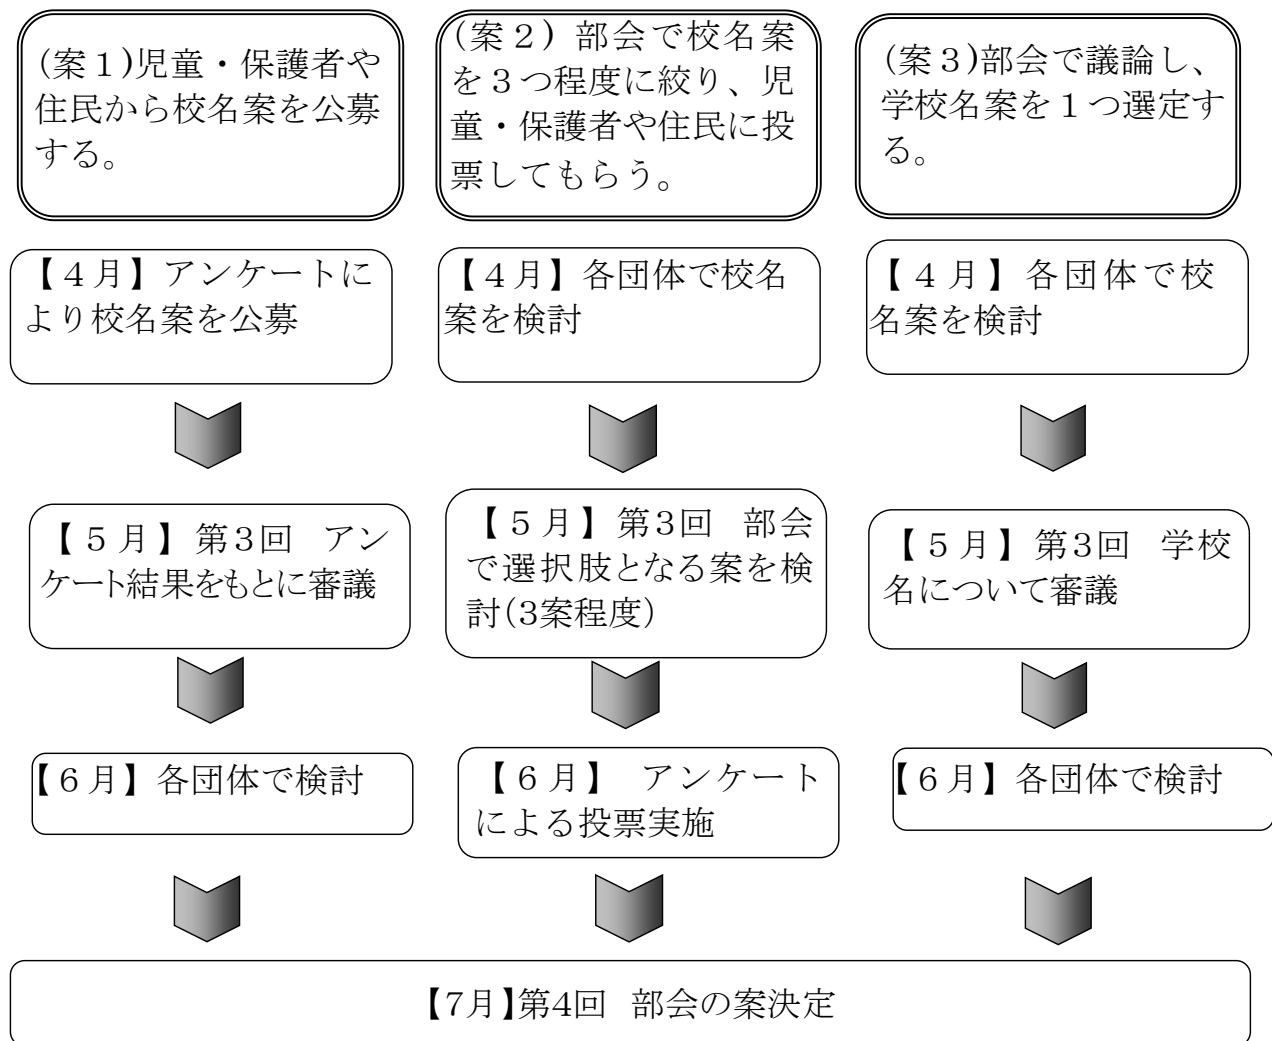 (案１)児童・保護者や
住民から校名案を公募
する。
(案２) 部会で校名案
を３つ程度に絞り、児
童・保護者や住民に投
票してもらう。
(案３)部会で議論し、
学校名案を１つ選定す
る。
【４月】アンケートに
より校名案を公募
【４月】各団体で校名
案を検討
【４月】各団体で校
名案を検討
【５月】第3回　アン
ケート結果をもとに審議
【５月】第3回　部会
で選択肢となる案を検
討(3案程度)
【５月】第3回　学校
名について審議
【６月】各団体で検討
【６月】　アンケート
による投票実施
【６月】各団体で検討
【7月】第4回　部会の案決定